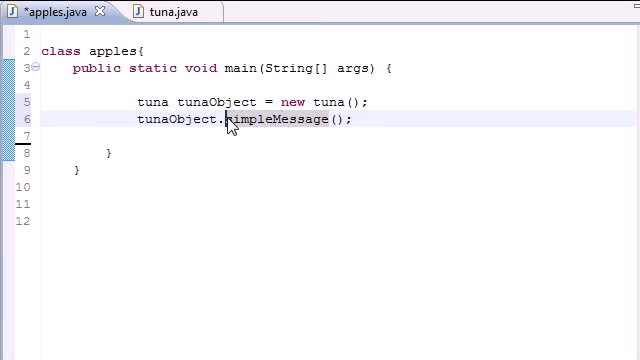 *apples.java tuna.java
1
2 class apples{
3 public static void main(String[] args) {
4
5 tuna tunaObject = new tuna();
6 tunaObject.simpleMessage();
7
8 }
9 }
10
11
12